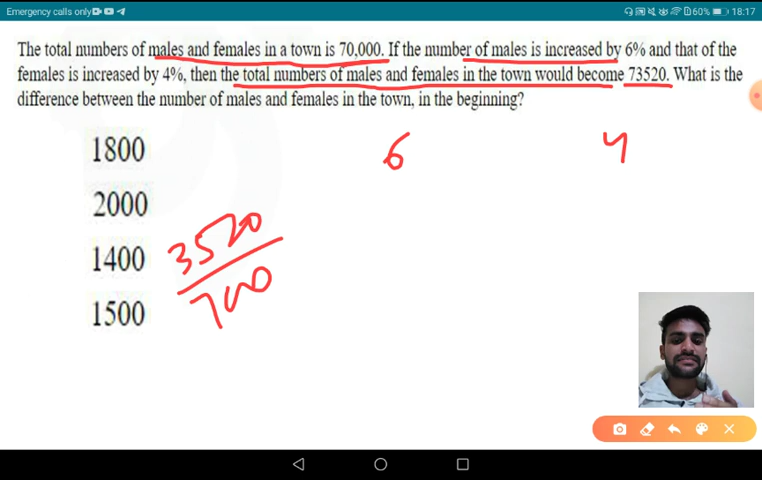 Emergency calls only 60% 18:17
The total numbers of males and females in a town is 70,000. If the number of males is increased by 6% and that of the
females is increased by 4%, then the total numbers of males and females in the town would become 73520. What is the
difference between the number of males and females in the town, in the beginning?
1800
6 4
2000
1400
3520
700
1500